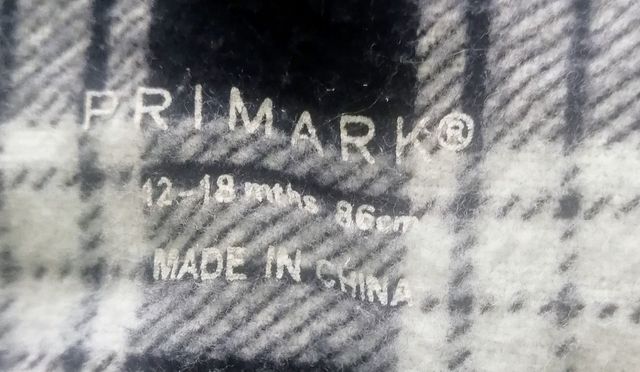 PRIMARK®
12-18 mths 86cm
MADE IN CHINA